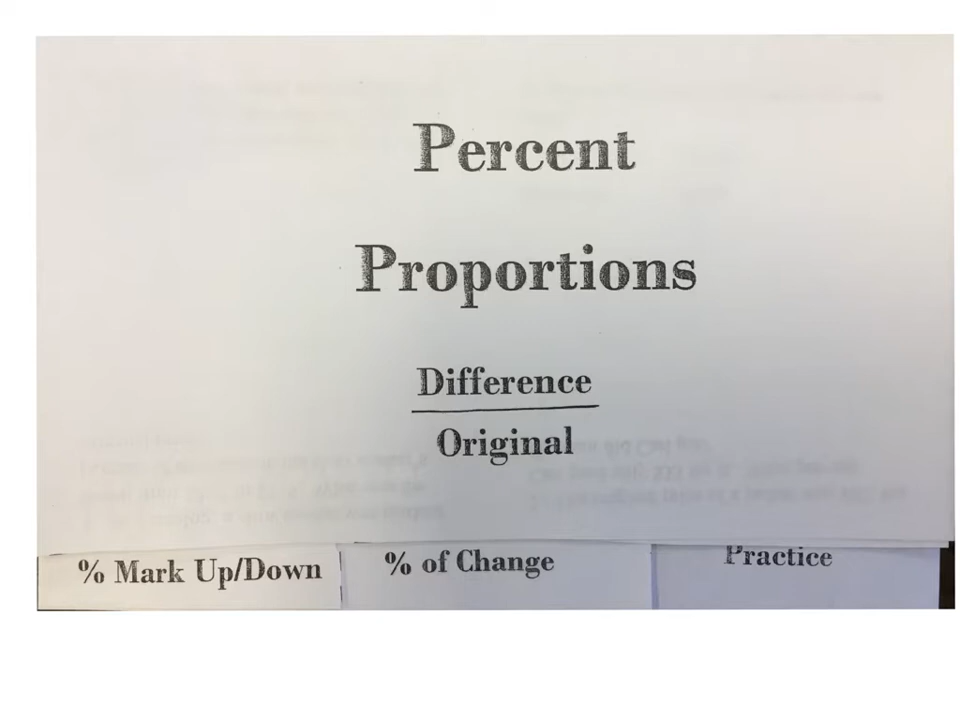 Percent
Proportions
Difference
Original
% Mark Up/Down
% of Change
Practice